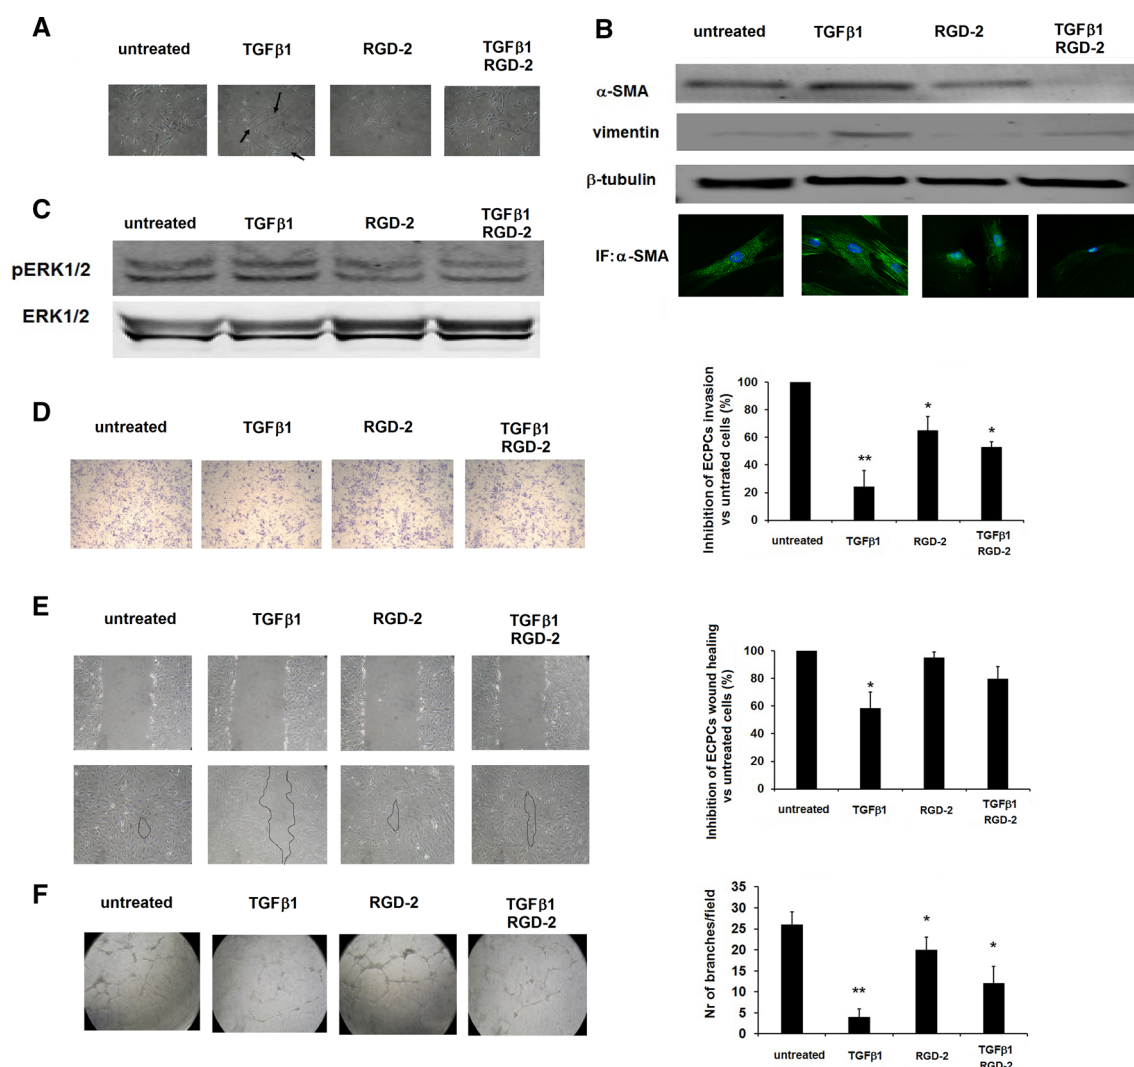 A
untreated
TGFβ1
RGD-2
TGFβ1
RGD-2
B
untreated
TGFβ1
RGD-2
TGFβ1
RGD-2
α-SMA
vimentin
β-tubulin
IF:α-SMA
C
untreated
TGFβ1
RGD-2
TGFβ1
RGD-2
pERK1/2
ERK1/2
D
untreated
TGFβ1
RGD-2
TGFβ1
RGD-2
Inhibition of ECPCs invasion
vs untrated cells (%)
100
80
60
40
20
0
**
*
*
untreated
TGFβ1
RGD-2
TGFβ1
RGD-2
E
untreated
TGFβ1
RGD-2
TGFβ1
RGD-2
Inhibition of ECPCs wound healing
vs untreated cells (%)
100
80
60
40
20
0
*
untreated
TGFβ1
RGD-2
TGFβ1
RGD-2
F
untreated
TGFβ1
RGD-2
TGFβ1
RGD-2
Nr of branches/field
35
30
25
20
15
10
5
0
**
*
*
untreated
TGFβ1
RGD-2
TGFβ1
RGD-2